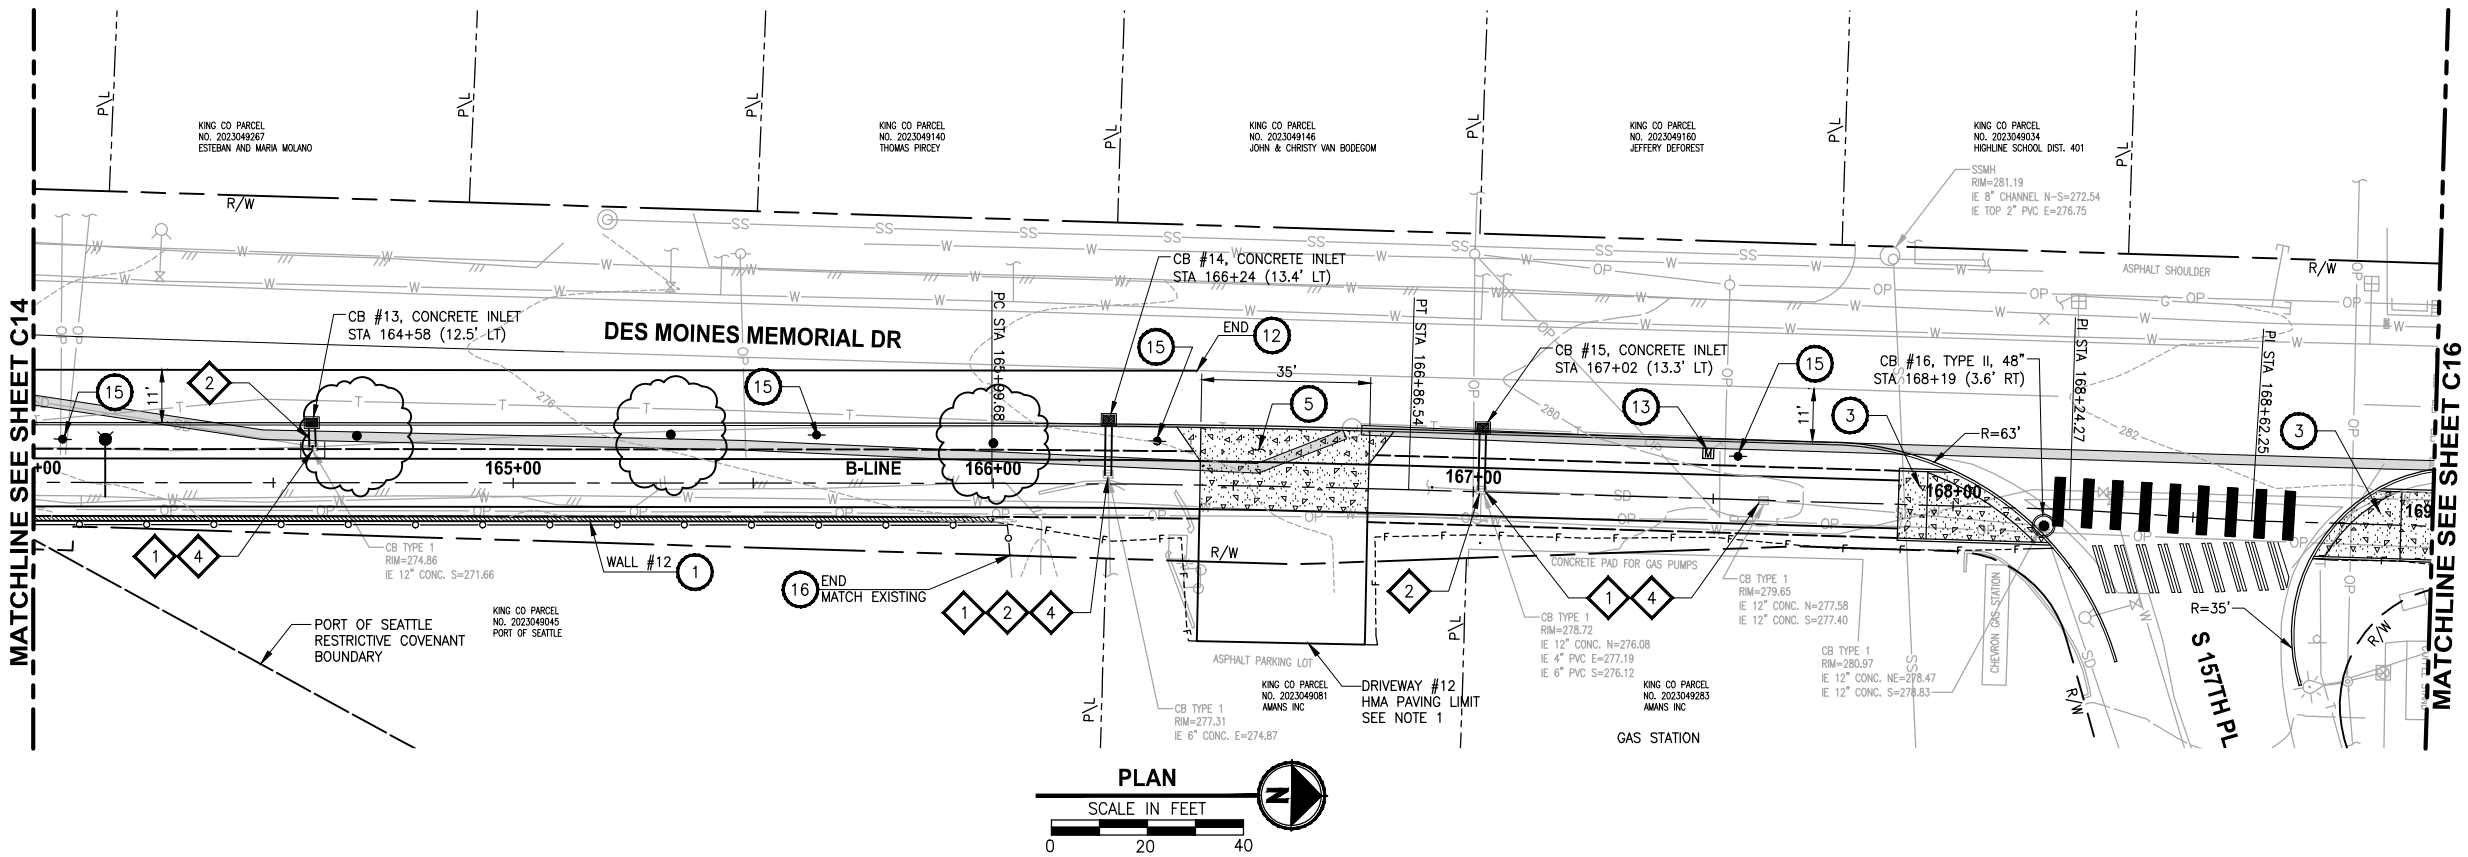 MATCHLINE SEE SHEET C14
P\L
P\L
P\L
P\L
P\L
P\L
P\L
KING CO PARCEL
NO. 2023049267
ESTEBAN AND MARIA MOLANO
KING CO PARCEL
NO. 2023049140
THOMAS PIRCEY
KING CO PARCEL
NO. 2023049146
JOHN & CHRISTY VAN BODEGOM
KING CO PARCEL
NO. 2023049160
JEFFERY DEFOREST
KING CO PARCEL
NO. 2023049034
HIGHLINE SCHOOL DIST. 401
SSMH
RIM=281.19
IE 8" CHANNEL N-S=272.54
IE TOP 2" PVC E=276.75
R/W
R/W
ASPHALT SHOULDER
CB #13, CONCRETE INLET
STA 164+58 (12.5' LT)
DES MOINES MEMORIAL DR
PC STA 165+99.68
CB #14, CONCRETE INLET
STA 166+24 (13.4' LT)
END 12
15
35'
5
PT STA 166+86.54
CB #15, CONCRETE INLET
STA 167+02 (13.3' LT)
15
CB #16, TYPE II, 48"
STA 168+19 (3.6' RT)
PI STA 168+24.27
PI STA 168+62.25
15
11'
2
15
276
13
M
11'
3
280
R=63'
282
3
+00
165+00
B-LINE
166+00
167+00
168+00
169
1 4
CB TYPE 1
RIM=274.86
IE 12" CONC. S=271.66
WALL #12 1
16 END
MATCH EXISTING
1 2 4
R/W
2
1 4
CONCRETE PAD FOR GAS PUMPS
CB TYPE 1
RIM=279.65
IE 12" CONC. N=277.58
IE 12" CONC. S=277.40
CB TYPE 1
RIM=278.72
IE 12" CONC. N=276.08
IE 4" PVC E=277.19
IE 6" PVC S=276.12
CB TYPE 1
RIM=280.97
IE 12" CONC. NE=278.47
IE 12" CONC. S=278.83
CHEVRON GAS STATION
R=35'
S 157TH PL
R/W
R/W
PORT OF SEATTLE
RESTRICTIVE COVENANT
BOUNDARY
KING CO PARCEL
NO. 2023049045
PORT OF SEATTLE
P\L
P\L
ASPHALT PARKING LOT
KING CO PARCEL
NO. 2023049081
AMANS INC
DRIVEWAY #12
HMA PAVING LIMIT
SEE NOTE 1
KING CO PARCEL
NO. 2023049283
AMANS INC
GAS STATION
CB TYPE 1
RIM=277.31
IE 6" CONC. E=274.87
MATCHLINE SEE SHEET C16
PLAN
SCALE IN FEET
0 20 40
N